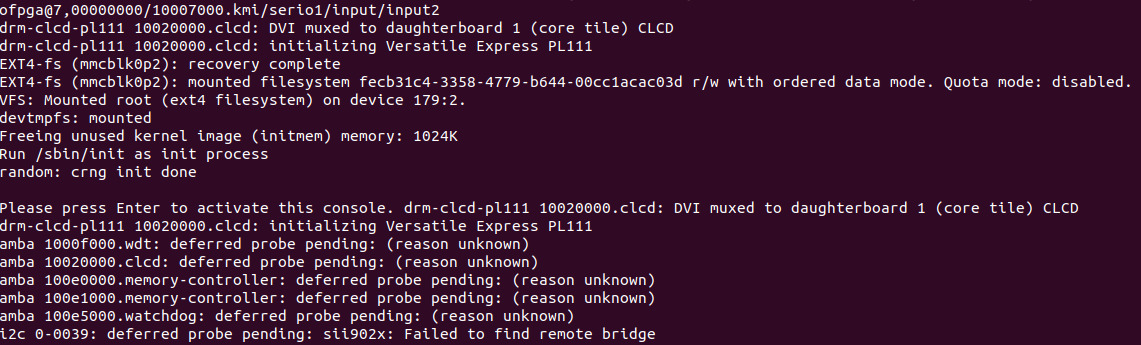 ofpga@7,00000000/10007000.kmi/serio1/input/input2
drm-clcd-pl111 10020000.clcd: DVI muxed to daughterboard 1 (core tile) CLCD
drm-clcd-pl111 10020000.clcd: initializing Versatile Express PL111
EXT4-fs (mmcblk0p2): recovery complete
EXT4-fs (mmcblk0p2): mounted filesystem fecb31c4-3358-4779-b644-00cc1acac03d r/w with ordered data mode. Quota mode: disabled.
VFS: Mounted root (ext4 filesystem) on device 179:2.
devtmpfs: mounted
Freeing unused kernel image (initmem) memory: 1024K
Run /sbin/init as init process
random: crng init done
Please press Enter to activate this console. drm-clcd-pl111 10020000.clcd: DVI muxed to daughterboard 1 (core tile) CLCD
drm-clcd-pl111 10020000.clcd: initializing Versatile Express PL111
amba 1000f000.wdt: deferred probe pending: (reason unknown)
amba 10020000.clcd: deferred probe pending: (reason unknown)
amba 100e0000.memory-controller: deferred probe pending: (reason unknown)
amba 100e1000.memory-controller: deferred probe pending: (reason unknown)
amba 100e5000.watchdog: deferred probe pending: (reason unknown)
i2c 0-0039: deferred probe pending: sii902x: Failed to find remote bridge